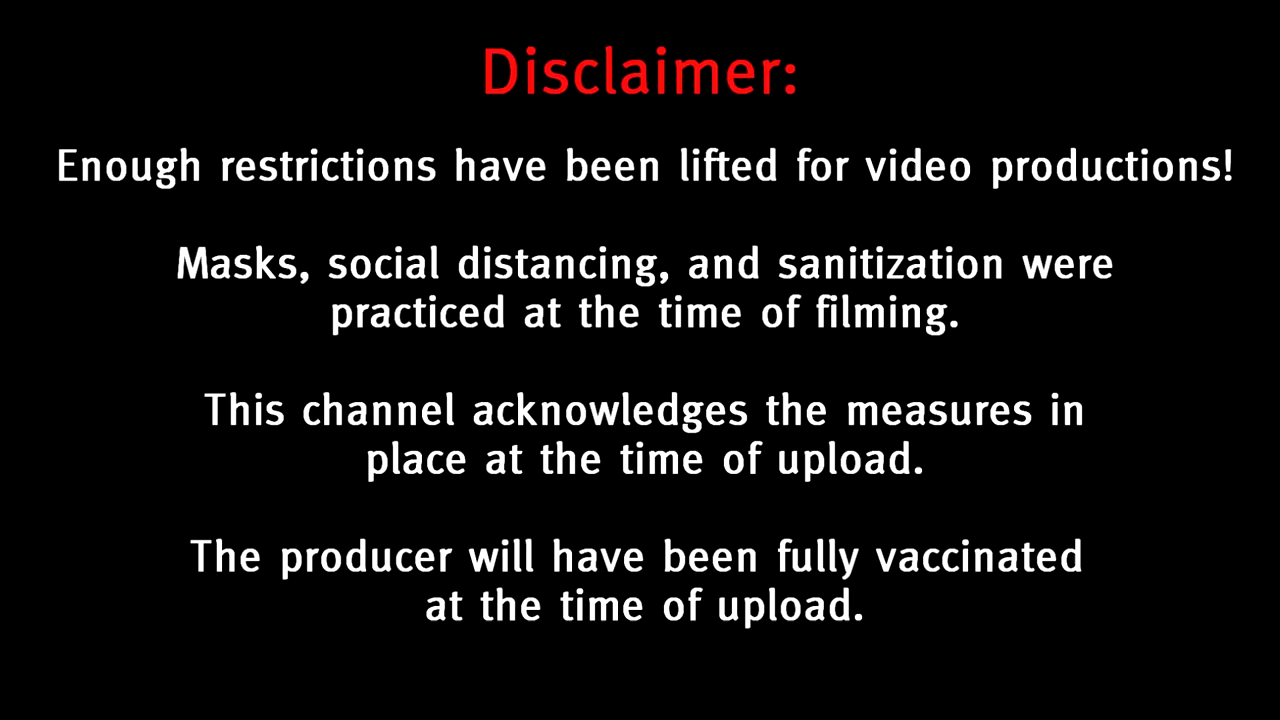 Disclaimer:
Enough restrictions have been lifted for video productions!
Masks, social distancing, and sanitization were
practiced at the time of filming.
This channel acknowledges the measures in
place at the time of upload.
The producer will have been fully vaccinated
at the time of upload.